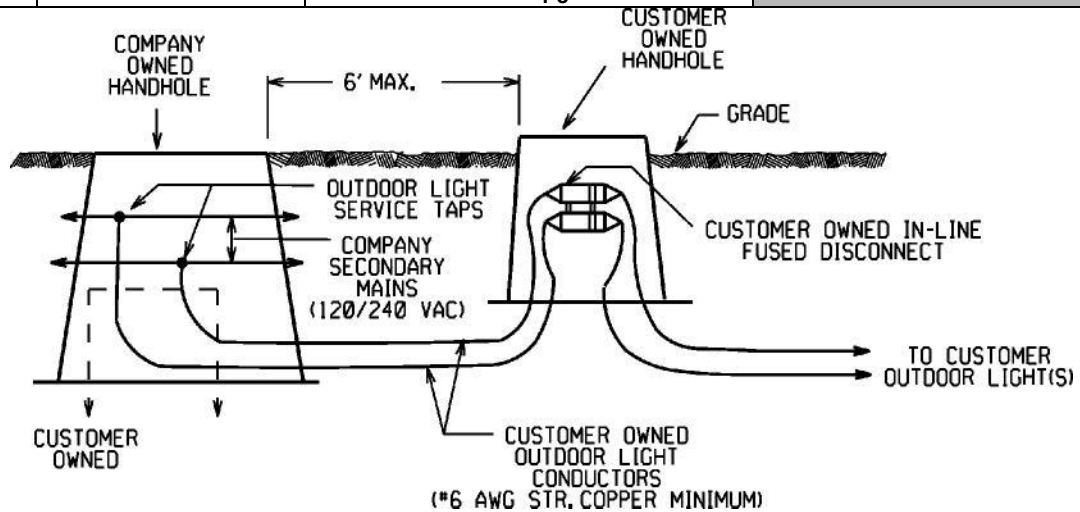 COMPANY
OWNED
HANDHOLE
6' MAX.
CUSTOMER
OWNED
HANDHOLE
GRADE
OUTDOOR LIGHT
SERVICE TAPS
COMPANY
SECONDARY
MAINS
(120/240 VAC)
CUSTOMER OWNED IN-LINE
FUSED DISCONNECT
TO CUSTOMER
OUTDOOR LIGHT(S)
CUSTOMER
OWNED
CUSTOMER OWNED
OUTDOOR LIGHT
CONDUCTORS
(#6 AWG STR. COPPER MINIMUM)